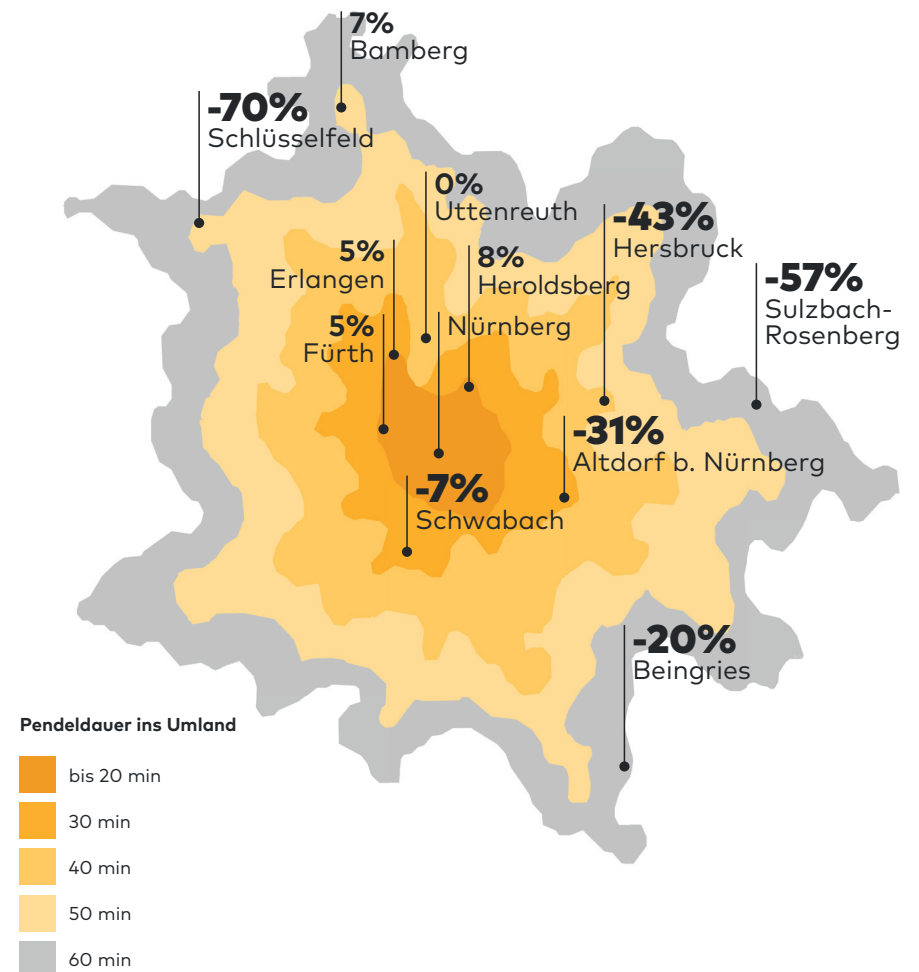 7%
Bamberg
-70%
Schlüsselfeld
0%
Uttenreuth
-43%
Hersbruck
5%
Erlangen
8%
Heroldsberg
-57%
Sulzbach-
Rosenberg
5%
Fürth
Nürnberg
-31%
Altdorf b. Nürnberg
-7%
Schwabach
-20%
Beingries
Pendeldauer ins Umland
bis 20 min
30 min
40 min
50 min
60 min